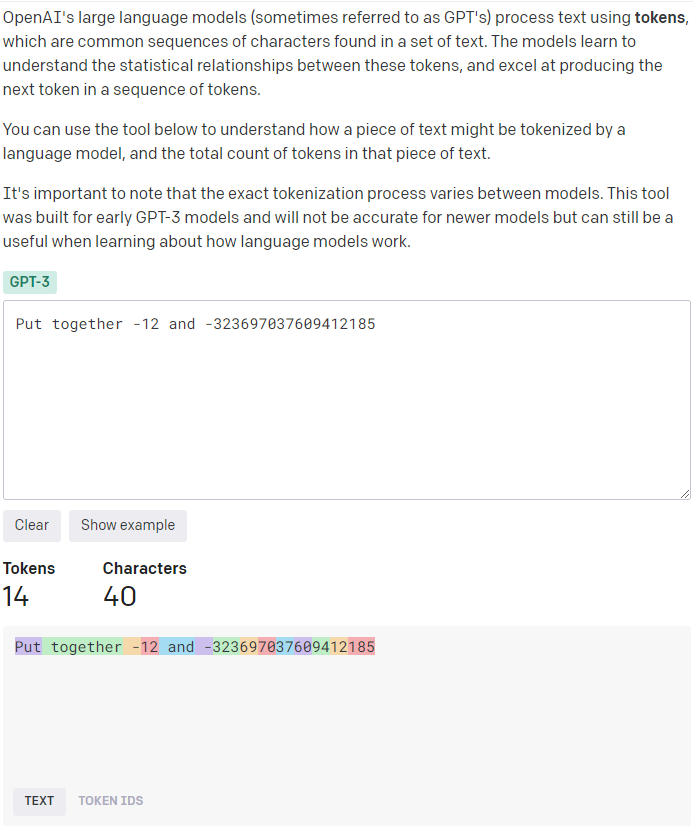 OpenAI's large language models (sometimes referred to as GPT's) process text using tokens,
which are common sequences of characters found in a set of text. The models learn to
understand the statistical relationships between these tokens, and excel at producing the
next token in a sequence of tokens.
You can use the tool below to understand how a piece of text might be tokenized by a
language model, and the total count of tokens in that piece of text.
It's important to note that the exact tokenization process varies between models. This tool
was built for early GPT-3 models and will not be accurate for newer models but can still be a
useful when learning about how language models work.
GPT-3
Put together -12 and -323697037609412185
Clear Show example
Tokens Characters
14 40
Put together -12 and -323697037609412185
TEXT TOKEN IDS